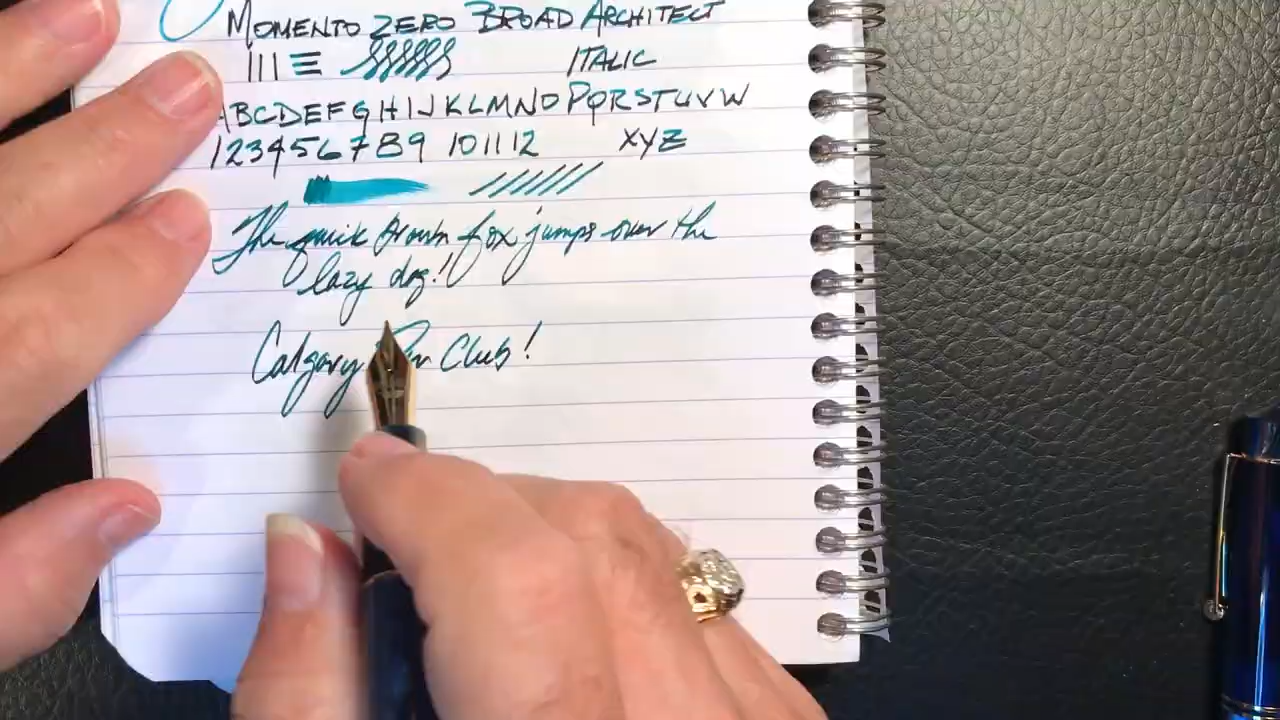 MOMENTO ZERO BROAD ARCHITECT
ITALIC
ABCDEFGHIJKLMNOPQRSTUVW
123456789 10 11 12 XYZ
The quick brown fox jumps over the
lazy dog!!
Calgary Pen Club!